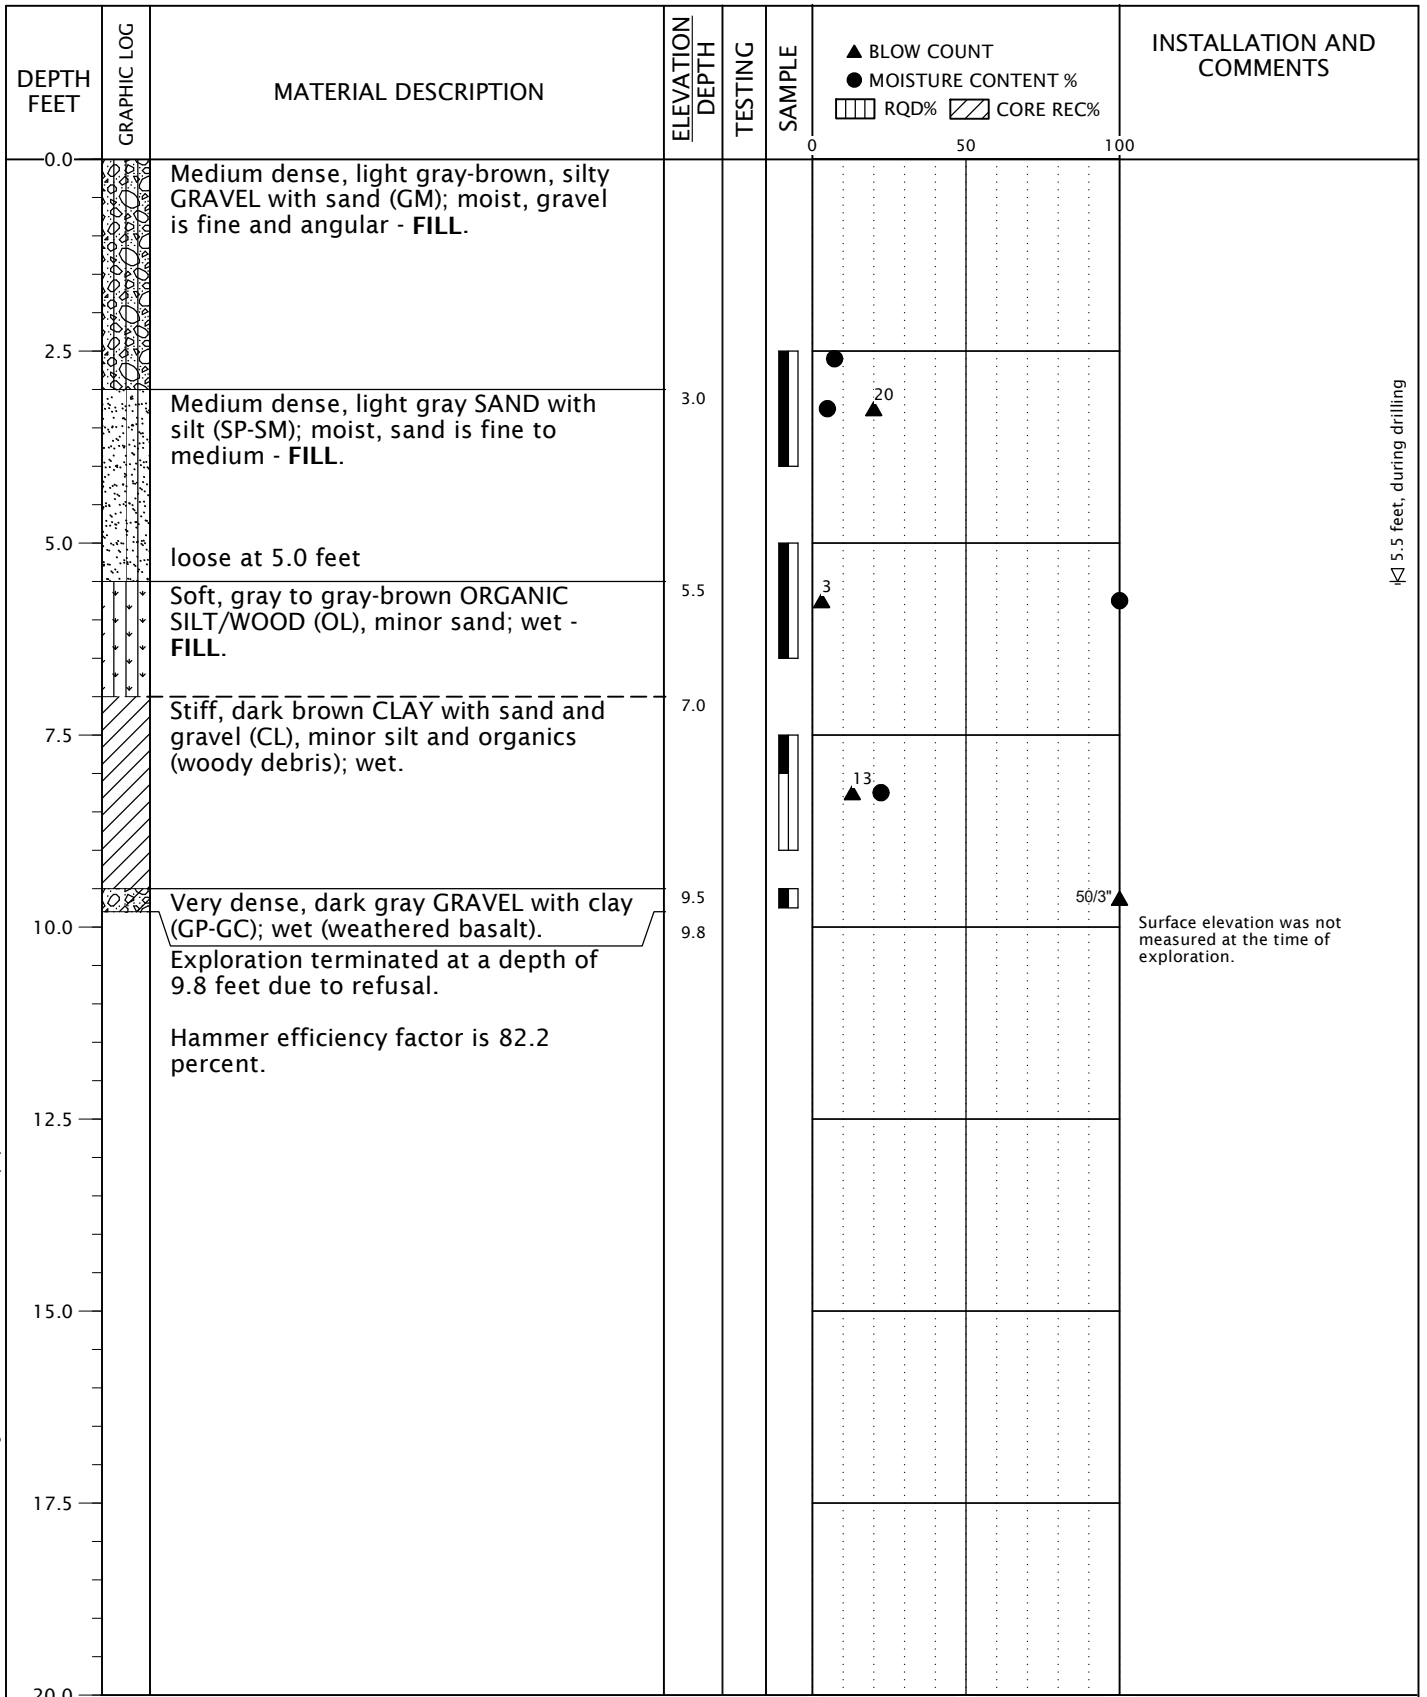 DEPTH
FEET
GRAPHIC LOG
MATERIAL DESCRIPTION
ELEVATION
DEPTH
TESTING
SAMPLE
▲ BLOW COUNT
● MOISTURE CONTENT %
RQD% CORE REC%
0 50 100
INSTALLATION AND
COMMENTS
0.0
Medium dense, light gray-brown, silty
GRAVEL with sand (GM); moist, gravel
is fine and angular - FILL.
2.5
3.0
20
Medium dense, light gray SAND with
silt (SP-SM); moist, sand is fine to
medium - FILL.
5.0
loose at 5.0 feet
5.5 feet, during drilling
5.5
3
Soft, gray to gray-brown ORGANIC
SILT/WOOD (OL), minor sand; wet -
FILL.
7.0
Stiff, dark brown CLAY with sand and
gravel (CL), minor silt and organics
(woody debris); wet.
7.5
13
9.5
50/3"
Very dense, dark gray GRAVEL with clay
(GP-GC); wet (weathered basalt).
10.0
9.8
Surface elevation was not
measured at the time of
exploration.
Exploration terminated at a depth of
9.8 feet due to refusal.
Hammer efficiency factor is 82.2
percent.
12.5
15.0
17.5
20.0